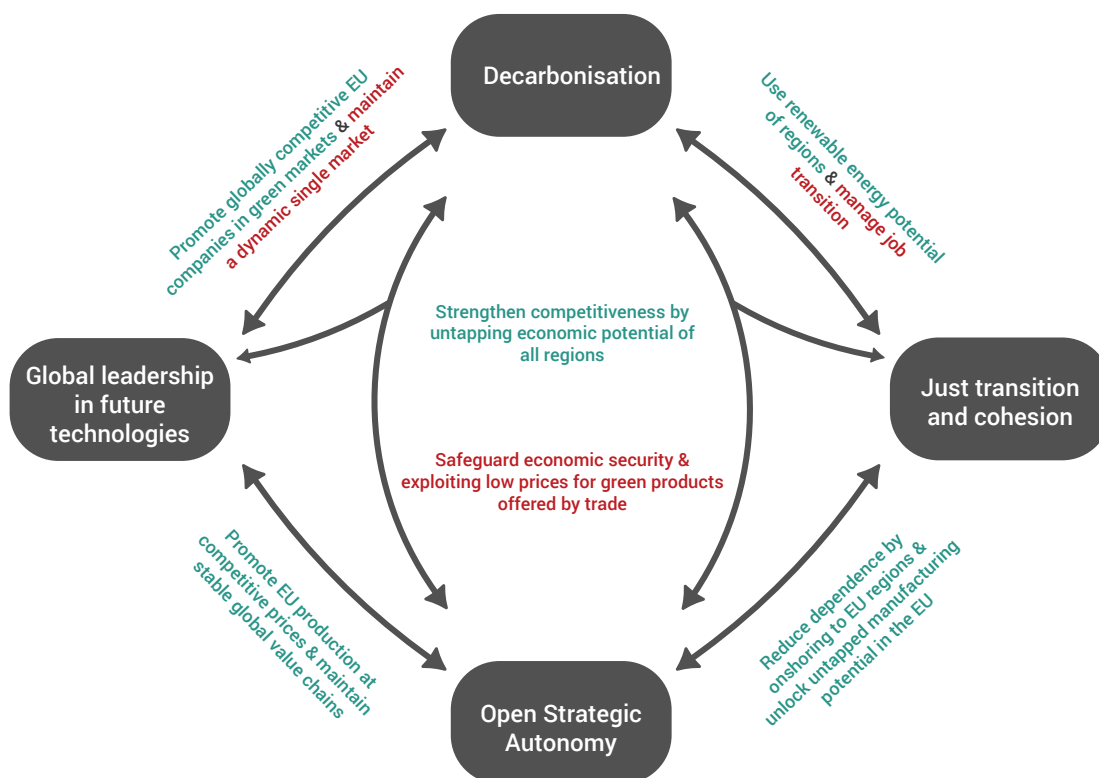 Decarbonisation
Promote globally competitive EU
companies in green markets & maintain
a dynamic single market
Use renewable energy potential
of regions & manage job
transition
Strengthen competitiveness by
untapping economic potential of
all regions
Global leadership
in future
technologies
Just transition
and cohesion
Safeguard economic security &
exploiting low prices for green products
offered by trade
Promote EU production at
competitive prices & maintain
stable global value chains
Reduce dependence by
onshoring to EU regions &
unlock untapped manufacturing
potential in the EU
Open Strategic
Autonomy